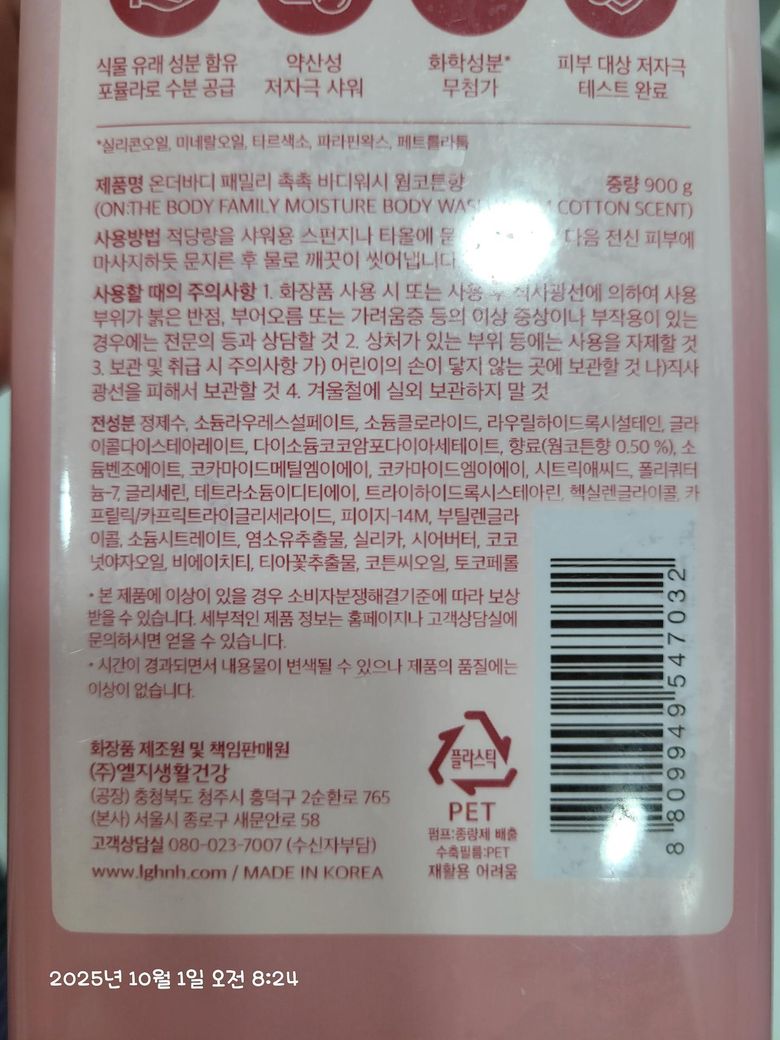 식물 유래 성분 함유
포뮬라로 수분 공급
약산성
저자극 샤워
화학성분*
무첨가
피부 대상 저자극
테스트 완료
*실리콘오일, 미네랄오일, 타르색소, 파라핀왁스, 페트롤라툼
제품명 온더바디 패밀리 촉촉 바디워시 웜코튼향 중량 900 g
(ON:THE BODY FAMILY MOISTURE BODY COTTON SCENT)
사용방법 적당량을 샤워용 스펀지나 타올에 다음 전신 피부에
마사지하듯 문지른 후 물로 깨끗이 씻어냅니다
사용할 때의 주의사항 1. 화장품 사용 시 또는 사용 후 직사광선에 의하여 사용
부위가 붉은 반점, 부어오름 또는 가려움증 등의 이상 증상이나 부작용이 있는
경우에는 전문의 등과 상담할 것 2. 상처가 있는 부위 등에는 사용을 자제할 것
3. 보관 및 취급 시 주의사항 가) 어린이의 손이 닿지 않는 곳에 보관할 것 나)직사
광선을 피해서 보관할 것 4. 겨울철에 실외 보관하지 말 것
전성분 정제수, 소듐라우레스설페이트, 소듐클로라이드, 라우릴하이드록시설테인, 글라
이콜다이스테아레이트, 다이소듐코코암포다이아세테이트, 향료(웜코튼향 0.50 %), 소
듐벤조에이트, 코카마이드메틸엠이에이, 코카마이드엠이에이, 시트릭애씨드, 폴리쿼터
늄-7, 글리세린, 테트라소듐이디티에이, 트라이하이드록시스테아린, 헥실렌글라이콜, 카
프릴릭/카프릭트라이글리세라이드, 피이지-14M, 부틸렌글라
이콜, 소듐시트레이트, 염소유추출물, 실리카, 시어버터, 코코
넛야자오일, 비에이치티, 티아꽃추출물, 코튼씨오일, 토코페롤
• 본 제품에 이상이 있을 경우 소비자분쟁해결기준에 따라 보상
받을 수 있습니다. 세부적인 제품 정보는 홈페이지나 고객상담실에
문의하시면 얻을 수 있습니다.
• 시간이 경과되면서 내용물이 변색될 수 있으나 제품의 품질에는
이상이 없습니다.
화장품 제조원 및 책임판매원
(주)엘지생활건강
(공장) 충청북도 청주시 흥덕구 2순환로 765
(본사) 서울시 종로구 새문안로 58
고객상담실 080-023-7007 (수신자부담)
www.lghnh.com / MADE IN KOREA
플라스틱
PET
펌프:종량제 배출
수축필름:PET
재활용 어려움
8809949547032
2025년 10월 1일 오전 8:24